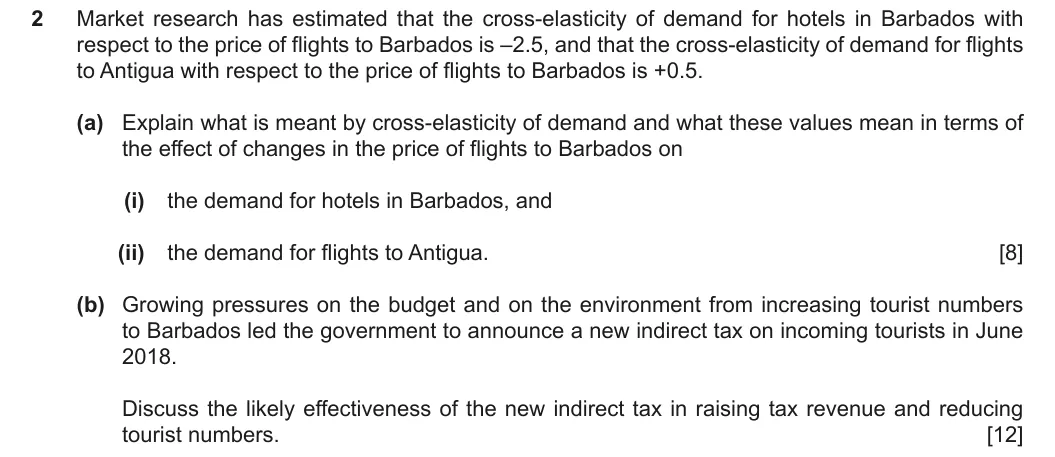 2 Market research has estimated that the cross-elasticity of demand for hotels in Barbados with
respect to the price of flights to Barbados is –2.5, and that the cross-elasticity of demand for flights
to Antigua with respect to the price of flights to Barbados is +0.5.
(a) Explain what is meant by cross-elasticity of demand and what these values mean in terms of
the effect of changes in the price of flights to Barbados on
(i) the demand for hotels in Barbados, and
(ii) the demand for flights to Antigua. [8]
(b) Growing pressures on the budget and on the environment from increasing tourist numbers
to Barbados led the government to announce a new indirect tax on incoming tourists in June
2018.
Discuss the likely effectiveness of the new indirect tax in raising tax revenue and reducing
tourist numbers. [12]